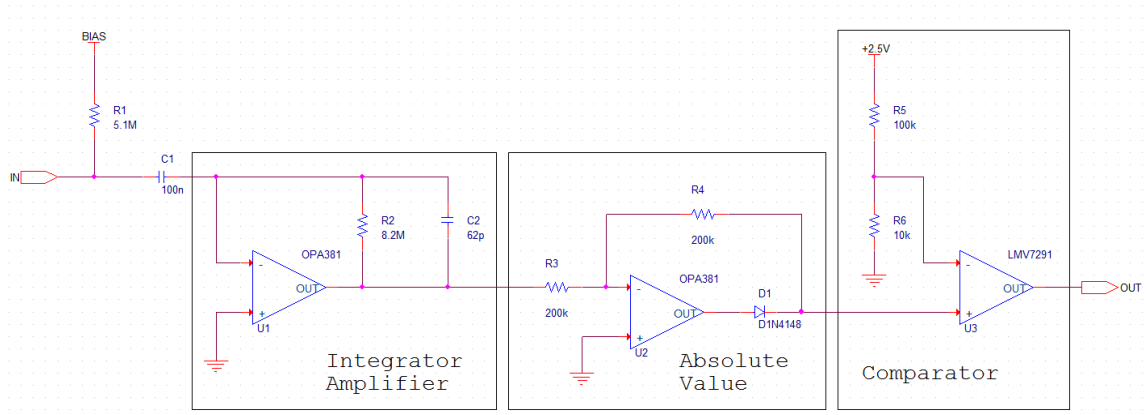 BIAS
R1
5.1M
IN
C1
100n
R2
8.2M
C2
62p
OPA381
-
+
OUT
U1
Integrator
Amplifier
R3
200k
R4
200k
OPA381
-
+
OUT
U2
D1
D1N4148
Absolute
Value
+2.5V
R5
100k
R6
10k
LMV7291
-
+
OUT
U3
OUT
Comparator